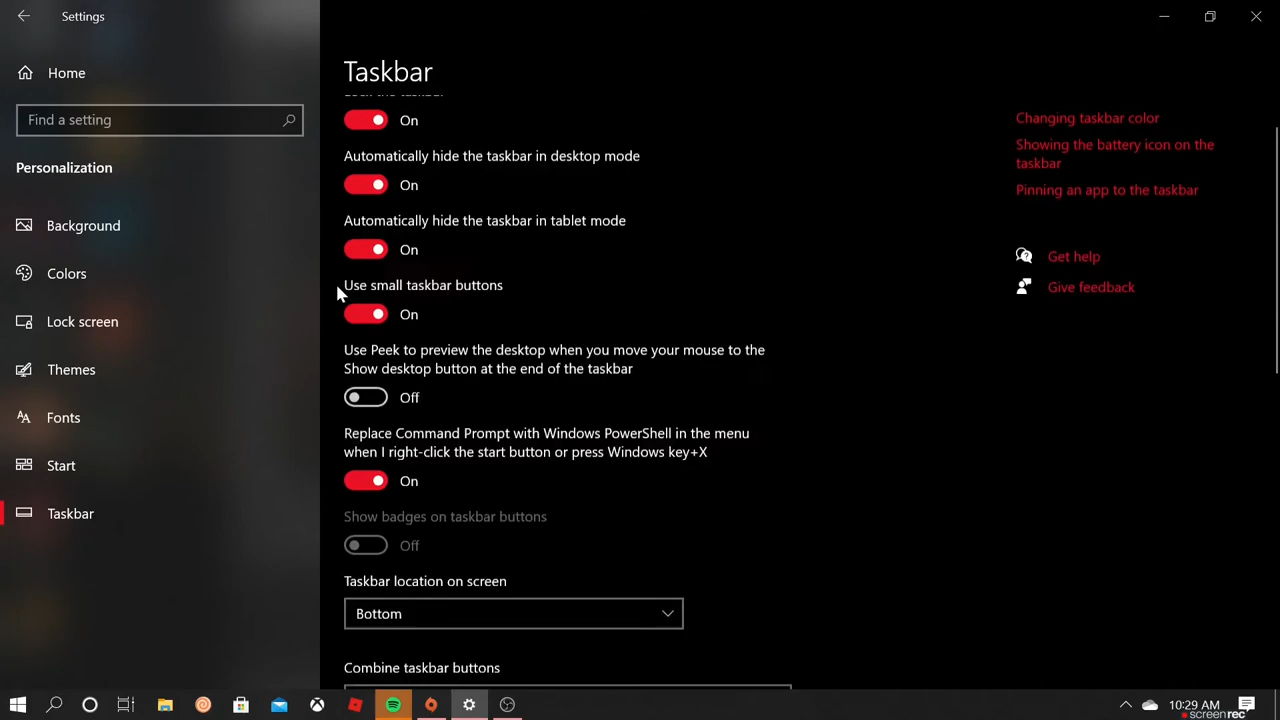 Settings
Home
Find a setting
Personalization
Background
Colors
Lock screen
Themes
Fonts
Start
Taskbar
Taskbar
Lock the taskbar
On
Automatically hide the taskbar in desktop mode
On
Automatically hide the taskbar in tablet mode
On
Use small taskbar buttons
On
Use Peek to preview the desktop when you move your mouse to the
Show desktop button at the end of the taskbar
Off
Replace Command Prompt with Windows PowerShell in the menu
when I right-click the start button or press Windows key+X
On
Show badges on taskbar buttons
Off
Taskbar location on screen
Bottom
Combine taskbar buttons
Changing taskbar color
Showing the battery icon on the
taskbar
Pinning an app to the taskbar
Get help
Give feedback
10:29 AM
screenrec